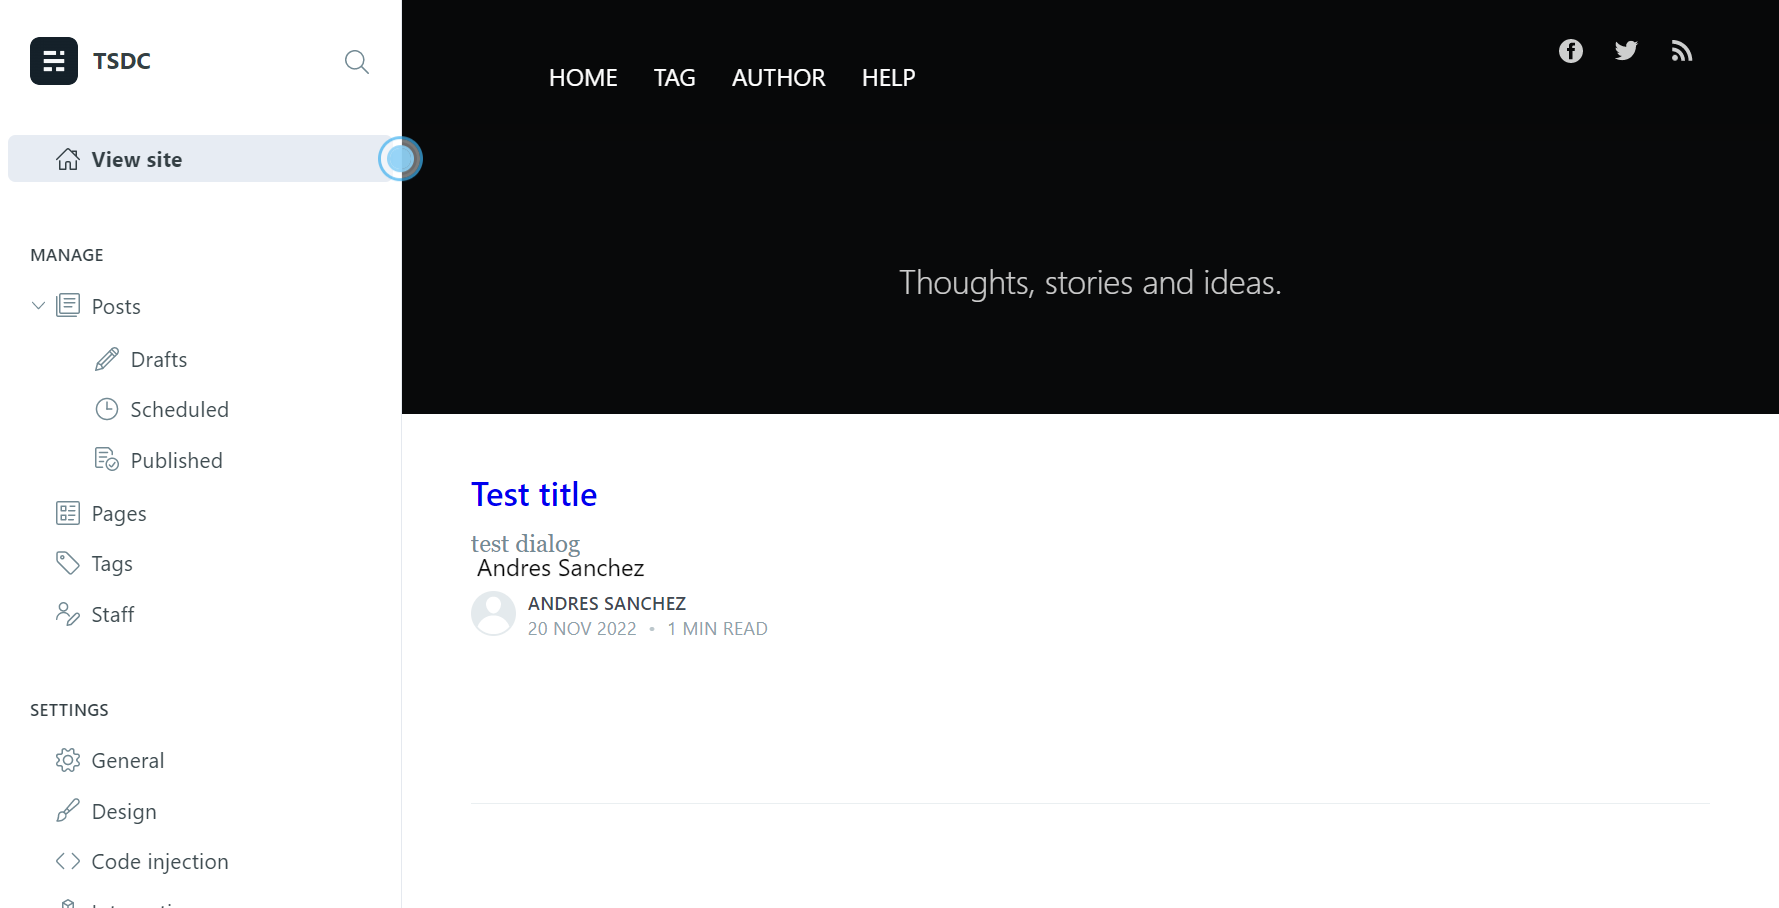 TSDC
View site
MANAGE
Posts
Drafts
Scheduled
Published
Pages
Tags
Staff
SETTINGS
General
Design
Code injection
HOME TAG AUTHOR HELP
Thoughts, stories and ideas.
Test title
test dialog
Andres Sanchez
ANDRES SANCHEZ
20 NOV 2022 • 1 MIN READ